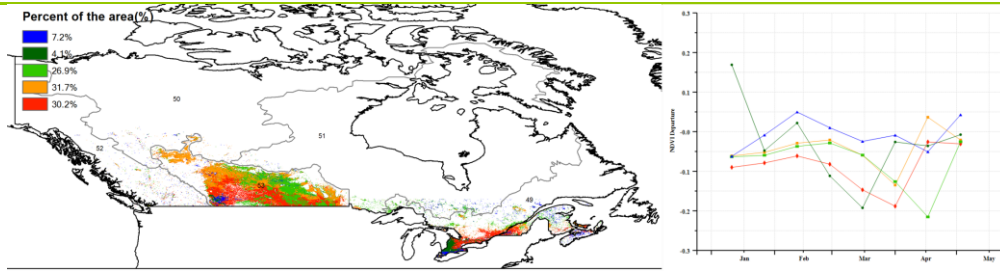 Percent of the area(%)
7.2%
4.1%
26.9%
31.7%
30.2%
50
51
52
49
NDVI Departure
0.3
0.2
0.1
-0.0
-0.1
-0.2
-0.3
Jan
Feb
Mar
Apr
May